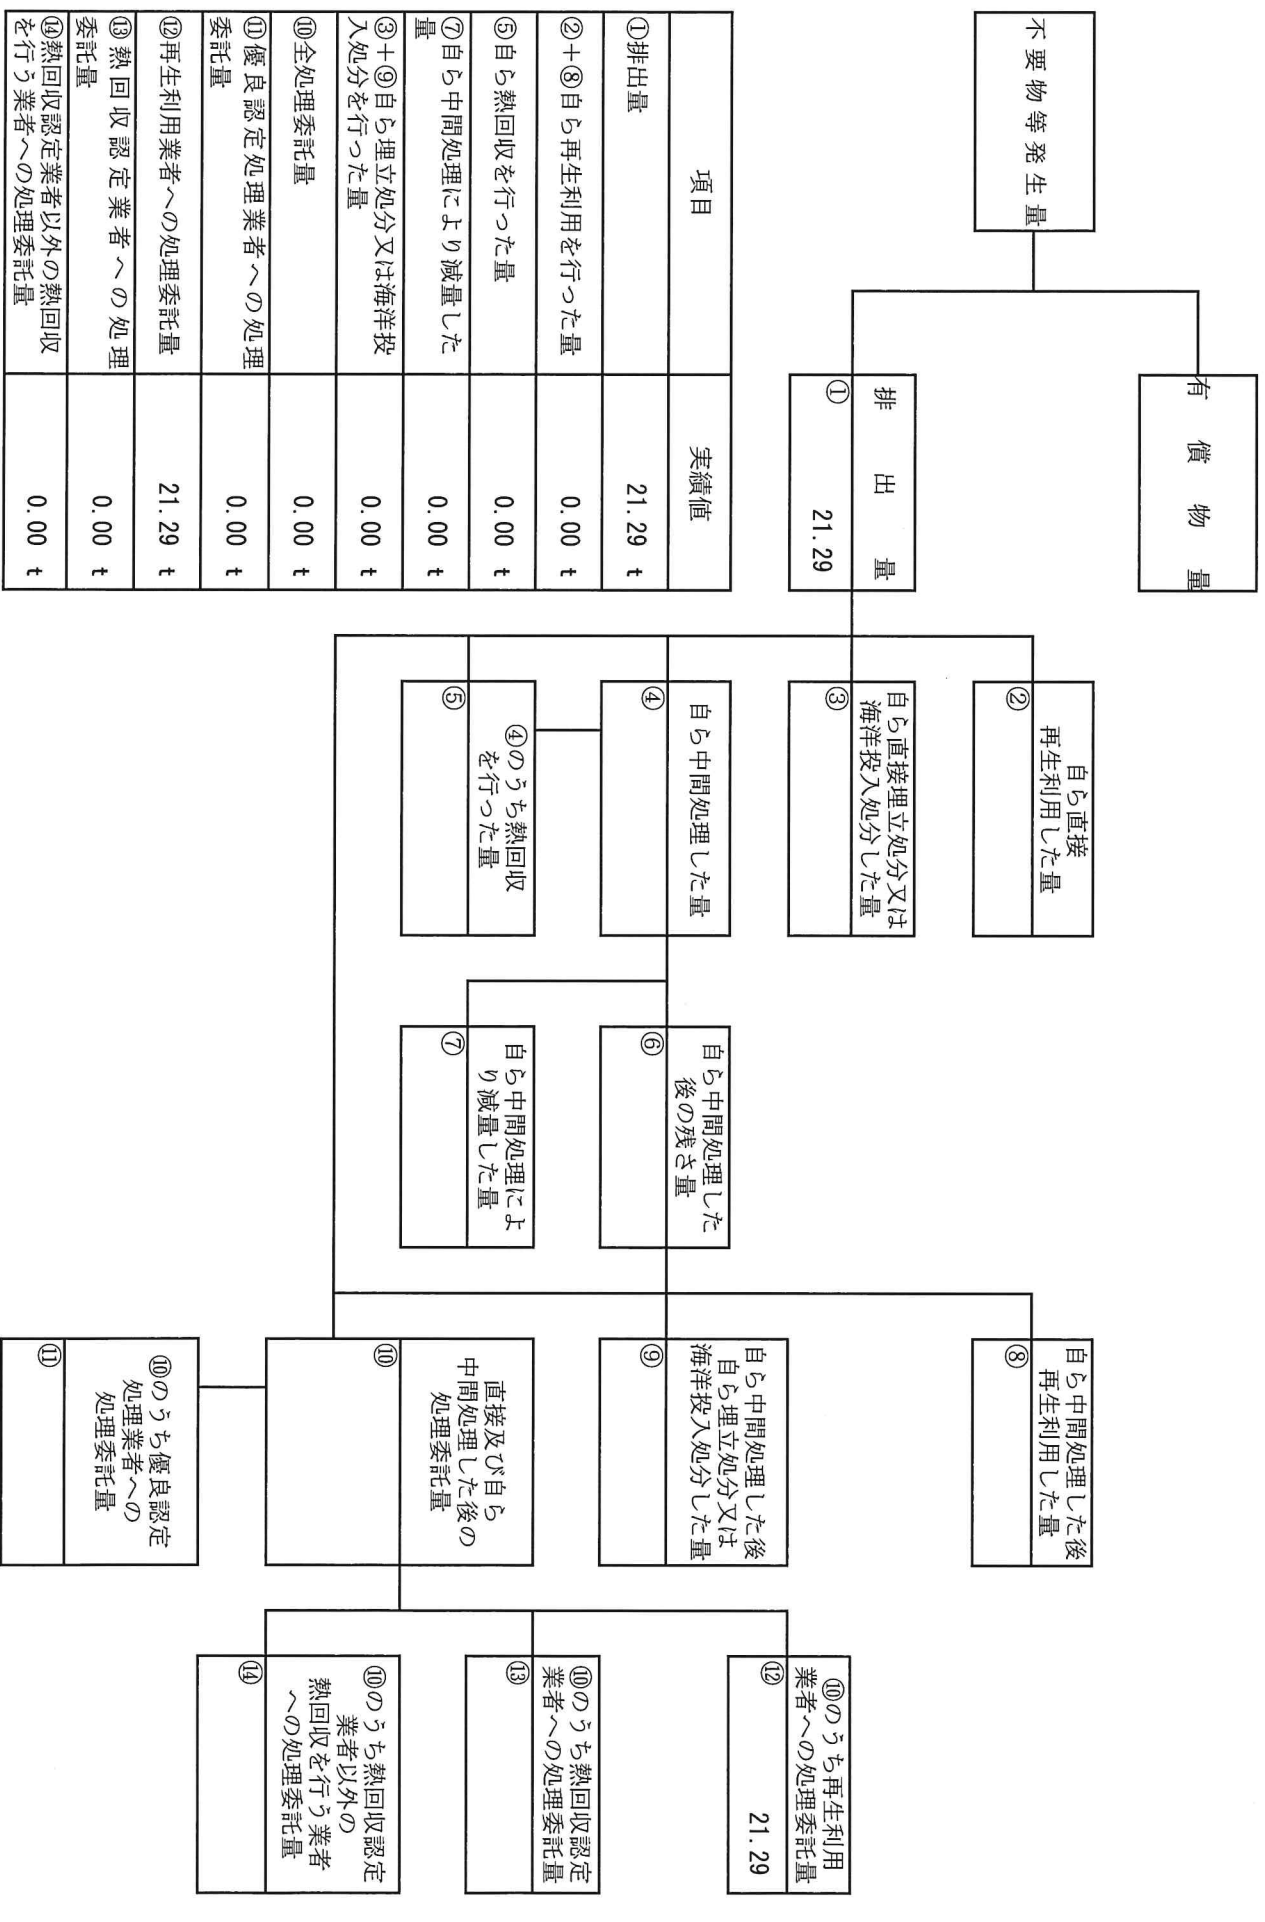 不要物等発生量
有償物量
排出量
① 21.29
自ら直接
再生利用した量
②
自ら直接埋立処分又は
海洋投入処分した量
③
自ら中間処理した量
④
④のうち熱回収
を行った量
⑤
自ら中間処理した
後の残さ量
⑥
自ら中間処理によ
り減量した量
⑦
自ら中間処理した後
再生利用した量
⑧
自ら中間処理した後
自ら埋立処分又は
海洋投入処分した量
⑨
直接及び自ら
中間処理した後の
処理委託量
⑩
⑩のうち優良認定
処理業者への
処理委託量
⑪
⑩のうち再生利用
業者への処理委託量
⑫ 21.29
⑩のうち熱回収認定
業者への処理委託量
⑬
⑩のうち熱回収認定
業者以外の
熱回収を行う業者
への処理委託量
⑭
項目 実績値
①排出量 21.29 t
②＋⑧自ら再生利用を行った量 0.00 t
⑤自ら熱回収を行った量 0.00 t
⑦自ら中間処理により減量した
量 0.00 t
③＋⑨自ら埋立処分又は海洋投
入処分を行った量 0.00 t
⑩全処理委託量 0.00 t
⑪優良認定処理業者への処理
委託量 0.00 t
⑫再生利用業者への処理委託量 21.29 t
⑬熱回収認定業者への処理
委託量 0.00 t
⑭熱回収認定業者以外の熱回収
を行う業者への処理委託量 0.00 t